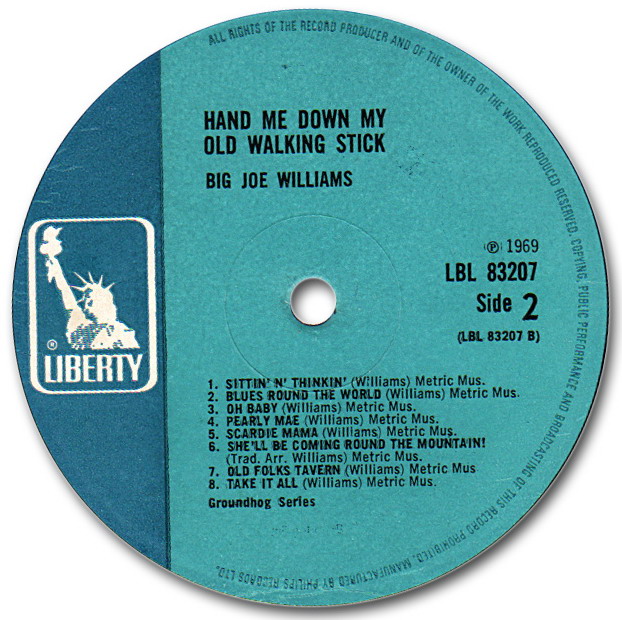 ALL RIGHTS OF THE RECORD PRODUCER AND OF THE OWNER OF THE WORK REPRODUCED RESERVED. COPYING, PUBLIC PERFORMANCE AND BROADCASTING OF THIS RECORD PROHIBITED. MANUFACTURED BY PHILIPS RECORDS LTD.
HAND ME DOWN MY
OLD WALKING STICK
BIG JOE WILLIAMS
℗ 1969
LBL 83207
Side 2
(LBL 83207 B)
® LIBERTY
1. SITTIN' N' THINKIN' (Williams) Metric Mus.
2. BLUES ROUND THE WORLD (Williams) Metric Mus.
3. OH BABY (Williams) Metric Mus.
4. PEARLY MAE (Williams) Metric Mus.
5. SCARDIE MAMA (Williams) Metric Mus.
6. SHE'LL BE COMING ROUND THE MOUNTAIN!
(Trad. Arr. Williams) Metric Mus.
7. OLD FOLKS TAVERN (Williams) Metric Mus
8. TAKE IT ALL (Williams) Metric Mus.
Groundhog Series